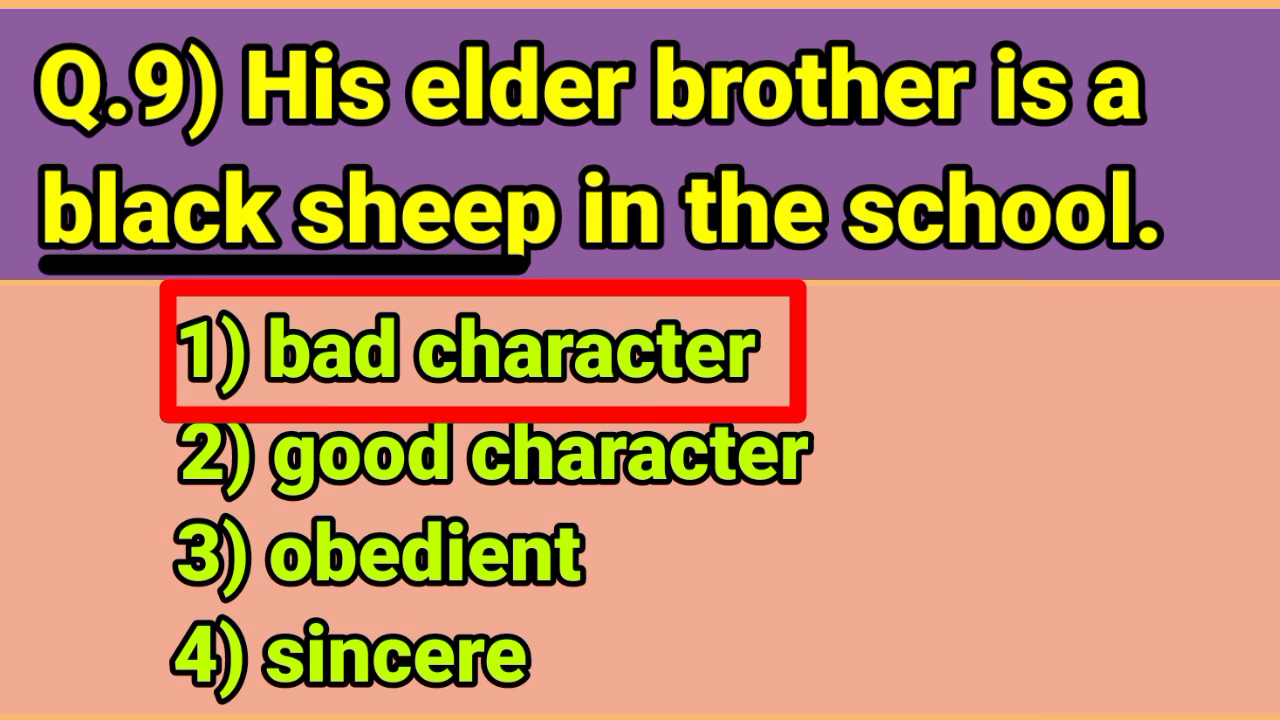 Q.9) His elder brother is a
black sheep in the school.
1) bad character
2) good character
3) obedient
4) sincere